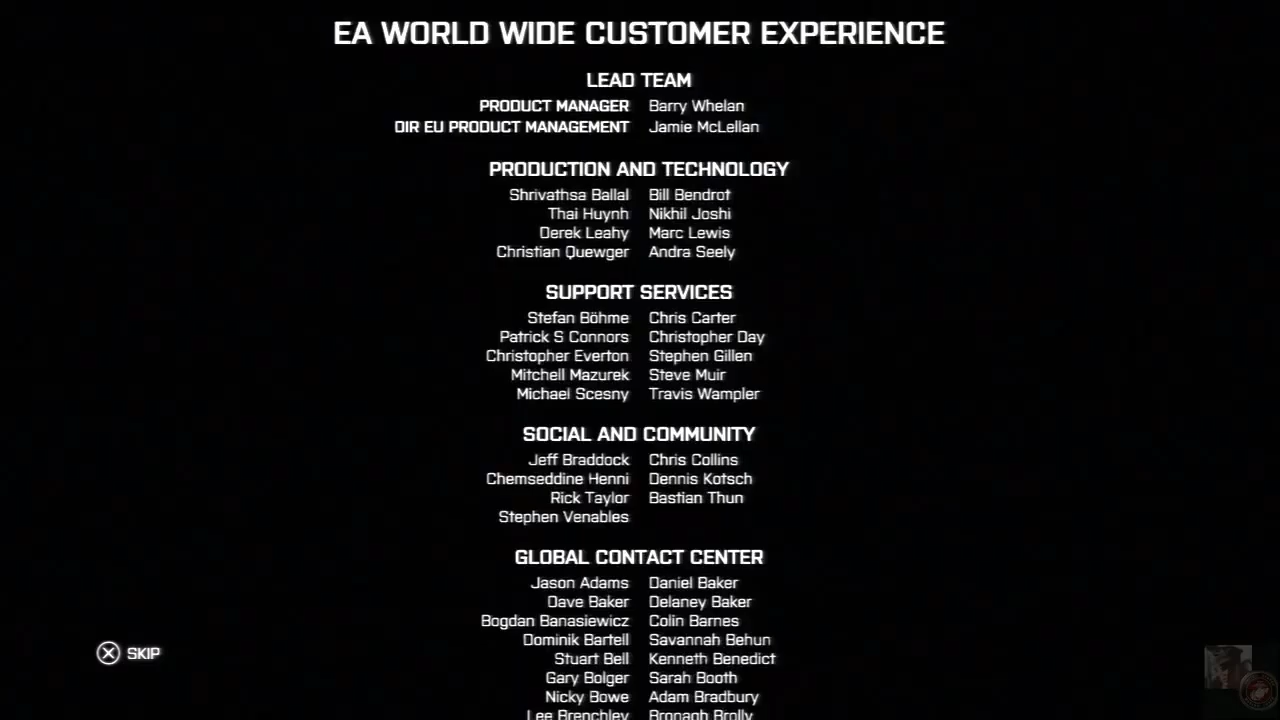 EA WORLD WIDE CUSTOMER EXPERIENCE
LEAD TEAM
PRODUCT MANAGER Barry Whelan
DIR EU PRODUCT MANAGEMENT Jamie McLellan
PRODUCTION AND TECHNOLOGY
Shrivathsa Ballal Bill Bendrot
Thai Huynh Nikhil Joshi
Derek Leahy Marc Lewis
Christian Quewger Andra Seely
SUPPORT SERVICES
Stefan Böhme Chris Carter
Patrick S Connors Christopher Day
Christopher Everton Stephen Gillen
Mitchell Mazurek Steve Muir
Michael Scesny Travis Wampler
SOCIAL AND COMMUNITY
Jeff Braddock Chris Collins
Chemseddine Henni Dennis Kotsch
Rick Taylor Bastian Thun
Stephen Venables
GLOBAL CONTACT CENTER
Jason Adams Daniel Baker
Dave Baker Delaney Baker
Bogdan Banasiewicz Colin Barnes
Dominik Bartell Savannah Behun
Stuart Bell Kenneth Benedict
Gary Bolger Sarah Booth
Nicky Bowe Adam Bradbury
Lee Brenchley Bronagh Brolly
SKIP